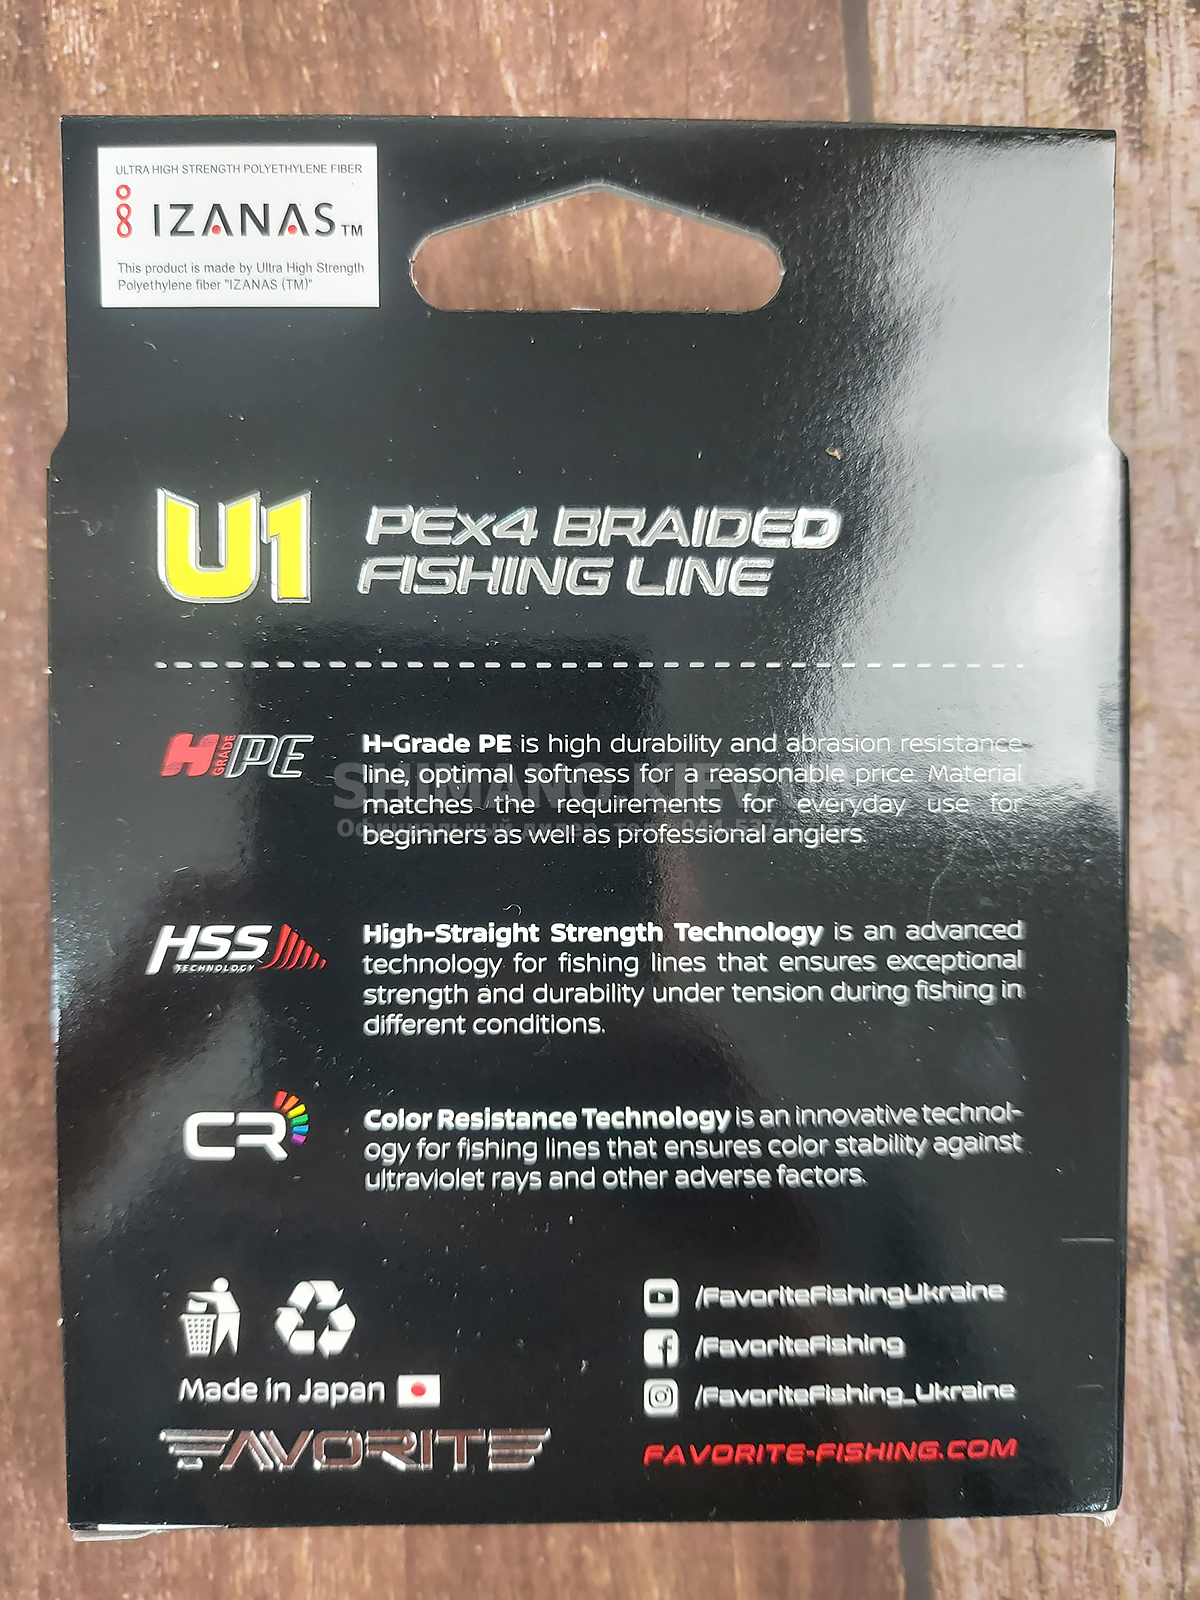 ULTRA HIGH STRENGTH POLYETHYLENE FIBER
IZANAS TM
This product is made by Ultra High Strength
Polyethylene fiber "IZANAS (TM)"
U1
PEx4 BRAIDED
FISHING LINE
H GRADE PE
H-Grade PE is high durability and abrasion resistance
line, optimal softness for a reasonable price. Material
matches the requirements for everyday use for
beginners as well as professional anglers.
SHIMANO.KIEV
Официальный дилер
HSS
TECHNOLOGY
High-Straight Strength Technology is an advanced
technology for fishing lines that ensures exceptional
strength and durability under tension during fishing in
different conditions.
CR
Color Resistance Technology is an innovative technol-
ogy for fishing lines that ensures color stability against
ultraviolet rays and other adverse factors.
/FavoriteFishingUkraine
/FavoriteFishing
/FavoriteFishing_Ukraine
Made in Japan
FAVORITE
FAVORITE-FISHING.COM